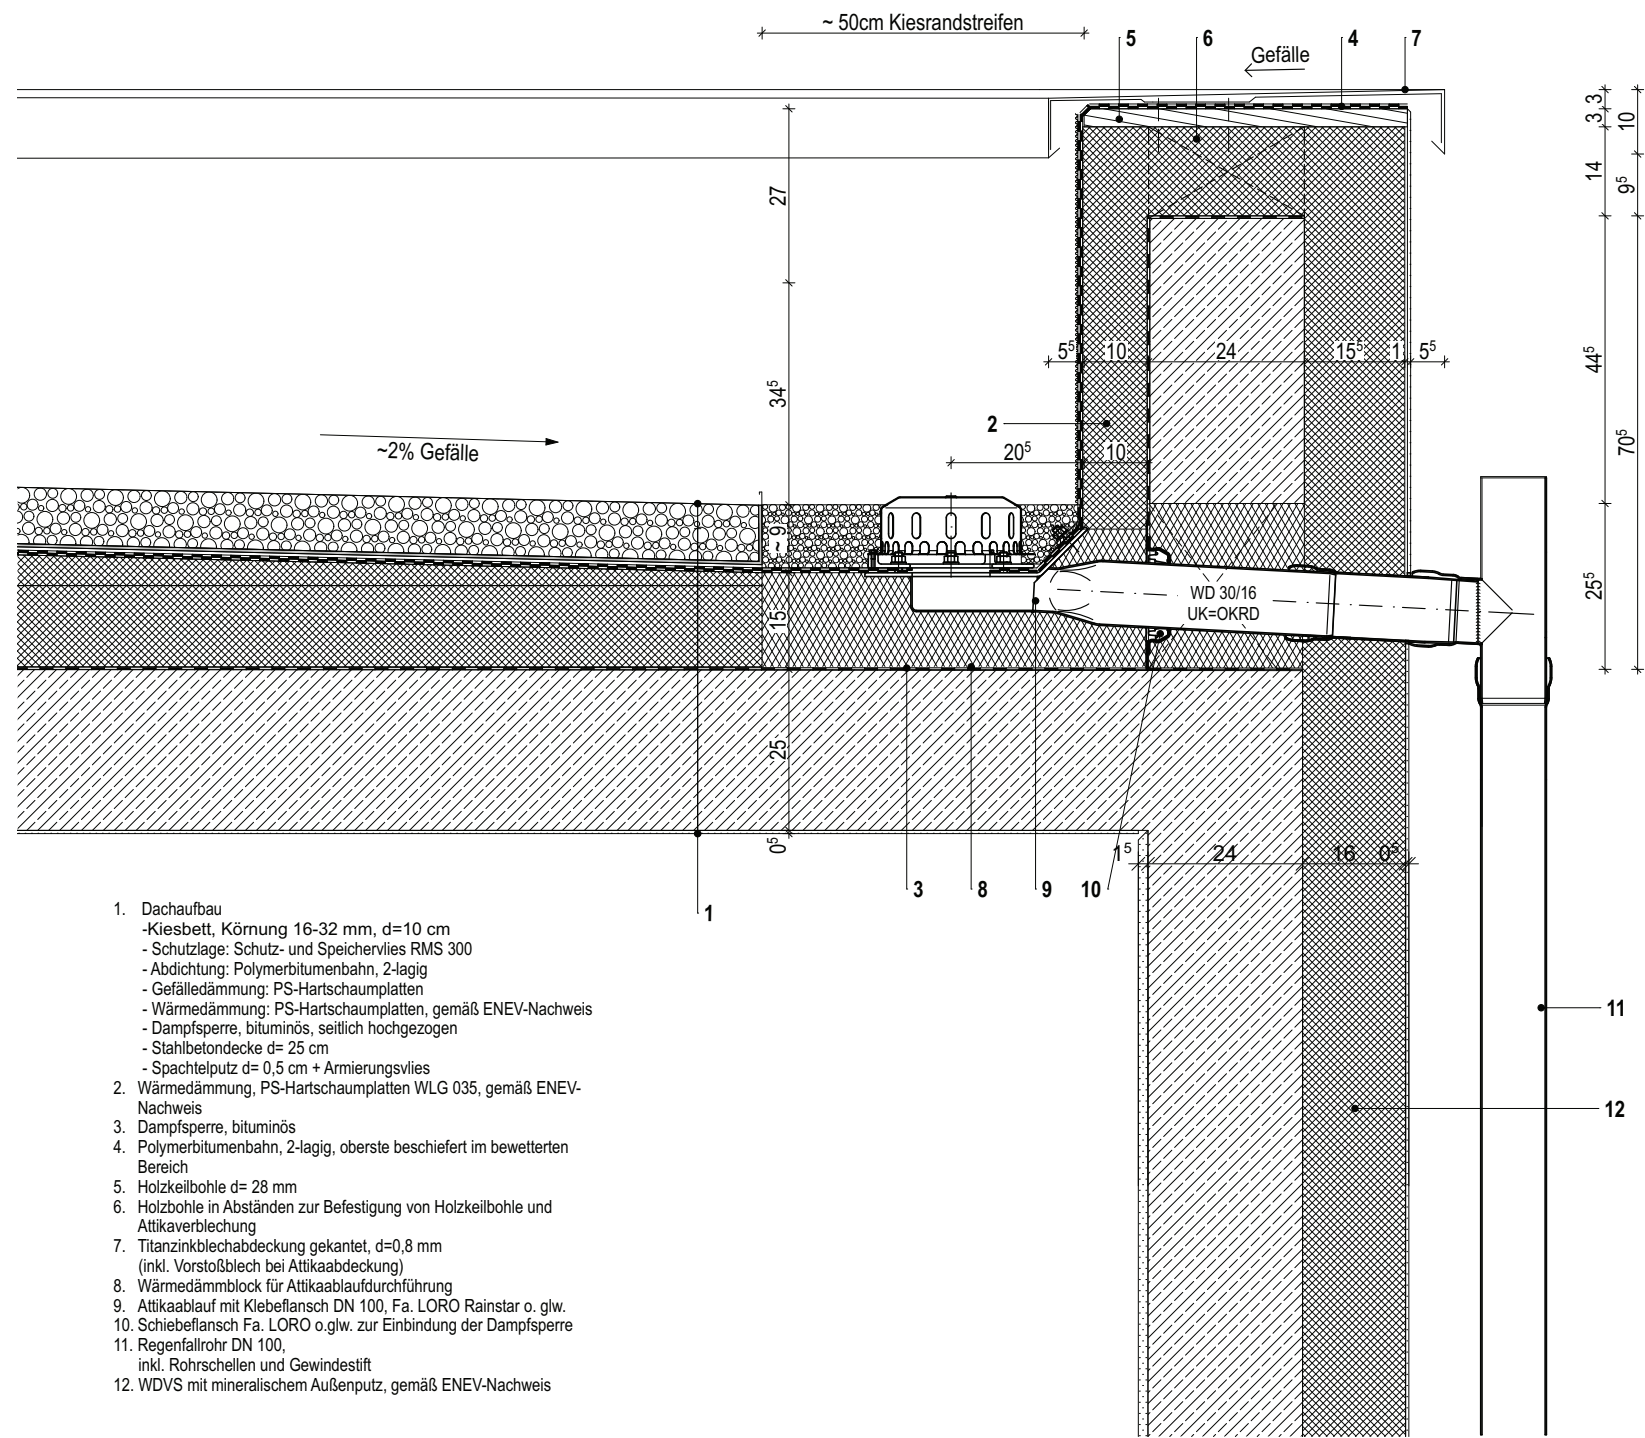 ~ 50cm Kiesrandstreifen
5
6
4
7
Gefälle
3
3
10
14
9⁵
27
5⁵
10
24
15⁵
1
5⁵
44⁵
34⁵
2
~2% Gefälle
20⁵
10
70⁵
~ 9
WD 30/16
UK=OKRD
25⁵
15
25
0⁵
1⁵
24
16
0⁵
3
8
9
10
1
11
12
1. Dachaufbau
-Kiesbett, Körnung 16-32 mm, d=10 cm
- Schutzlage: Schutz- und Speichervlies RMS 300
- Abdichtung: Polymerbitumenbahn, 2-lagig
- Gefälledämmung: PS-Hartschaumplatten
- Wärmedämmung: PS-Hartschaumplatten, gemäß ENEV-Nachweis
- Dampfsperre, bituminös, seitlich hochgezogen
- Stahlbetondecke d= 25 cm
- Spachtelputz d= 0,5 cm + Armierungsvlies
2. Wärmedämmung, PS-Hartschaumplatten WLG 035, gemäß ENEV-
Nachweis
3. Dampfsperre, bituminös
4. Polymerbitumenbahn, 2-lagig, oberste beschiefert im bewetterten
Bereich
5. Holzkeilbohle d= 28 mm
6. Holzbohle in Abständen zur Befestigung von Holzkeilbohle und
Attikaverblechung
7. Titanzinkblechabdeckung gekantet, d=0,8 mm
(inkl. Vorstoßblech bei Attikaabdeckung)
8. Wärmedämmblock für Attikaablaufdurchführung
9. Attikaablauf mit Klebeflansch DN 100, Fa. LORO Rainstar o. glw.
10. Schiebeflansch Fa. LORO o.glw. zur Einbindung der Dampfsperre
11. Regenfallrohr DN 100,
inkl. Rohrschellen und Gewindestift
12. WDVS mit mineralischem Außenputz, gemäß ENEV-Nachweis